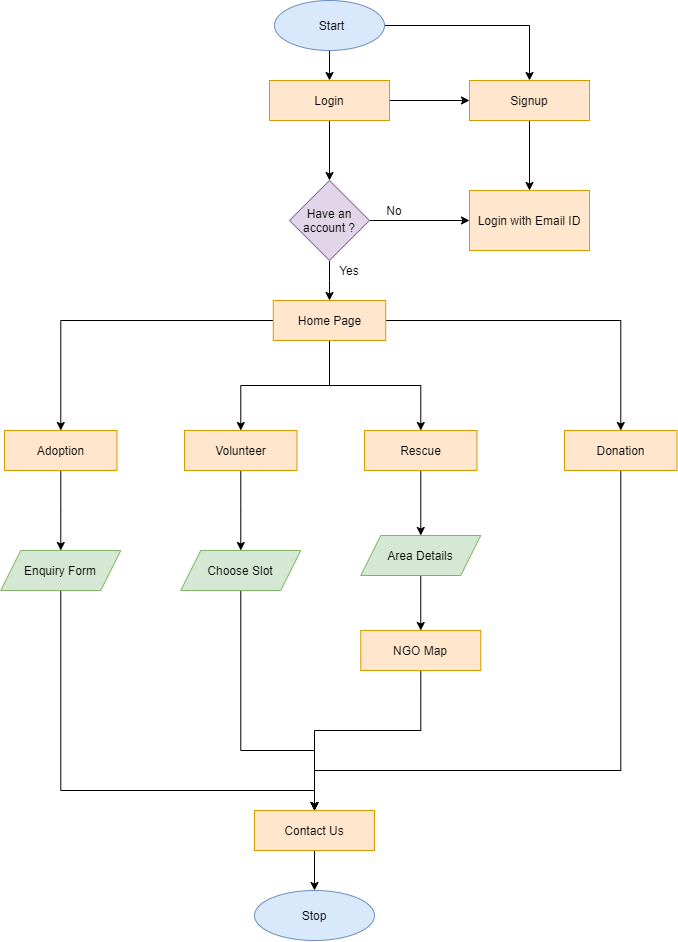 Start
Login
Signup
Have an
account ?
No
Login with Email ID
Yes
Home Page
Adoption
Volunteer
Rescue
Donation
Enquiry Form
Choose Slot
Area Details
NGO Map
Contact Us
Stop